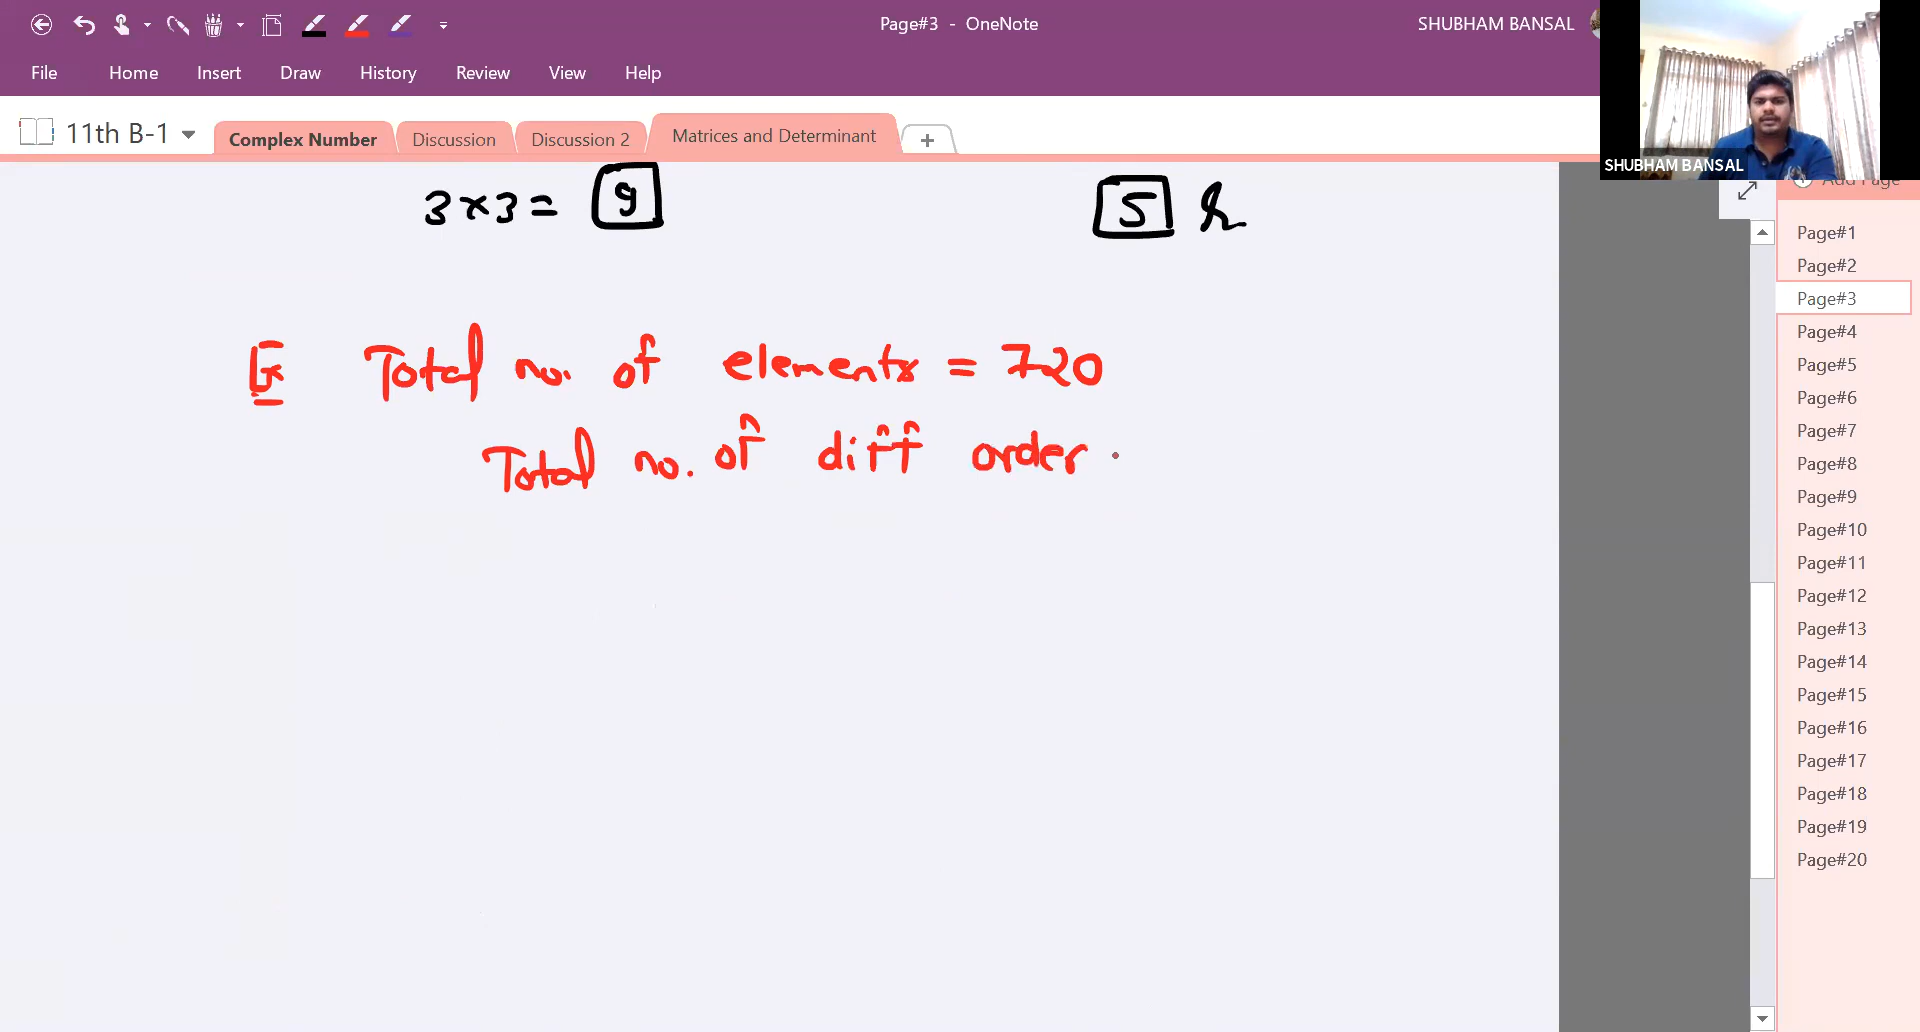 Page#3 - OneNote
SHUBHAM BANSAL
File Home Insert Draw History Review View Help
11th B-1 Complex Number Discussion Discussion 2 Matrices and Determinant +
SHUBHAM BANSAL
Add Page
3 × 3 = 9
5
Ex Total no. of elements = 720
Total no. of diff order
Page#1
Page#2
Page#3
Page#4
Page#5
Page#6
Page#7
Page#8
Page#9
Page#10
Page#11
Page#12
Page#13
Page#14
Page#15
Page#16
Page#17
Page#18
Page#19
Page#20